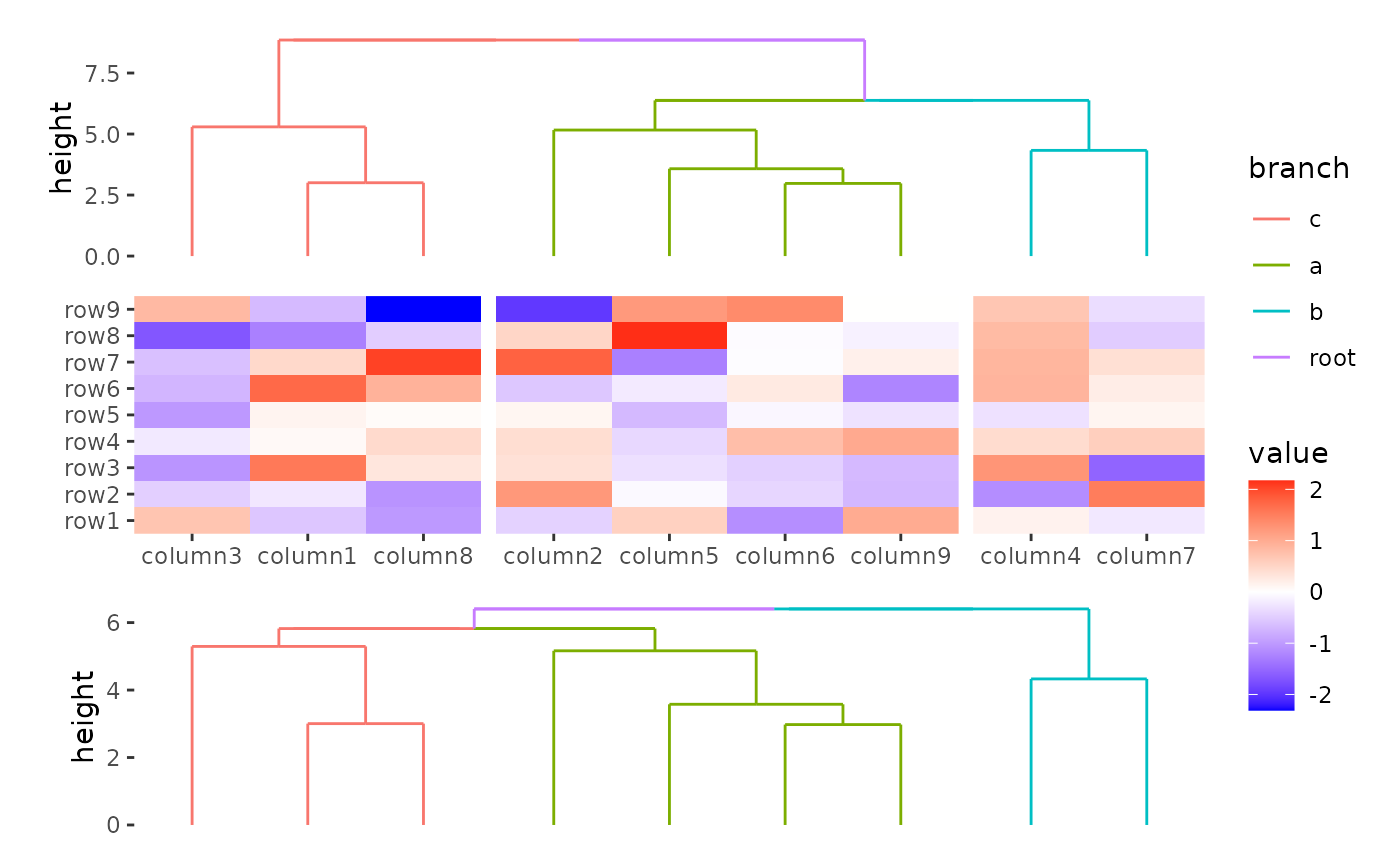 height
7.5
5.0
2.5
0.0
row9
row8
row7
row6
row5
row4
row3
row2
row1
column3 column1 column8 column2 column5 column6 column9 column4 column7
height
6
4
2
0
branch
c
a
b
root
value
2
1
0
-1
-2